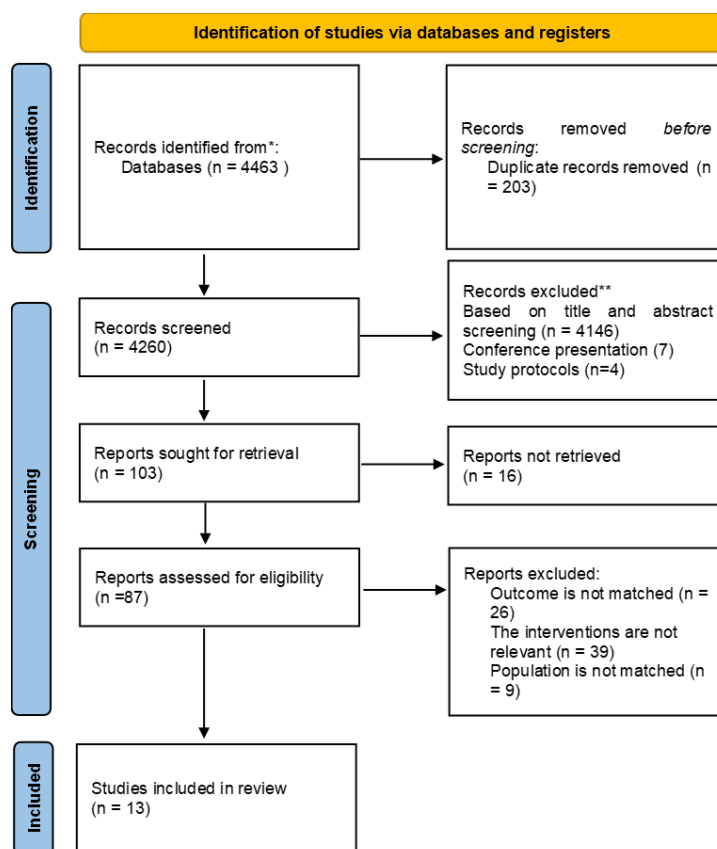 Identification of studies via databases and registers
Identification
Records identified from*:
Databases (n = 4463 )
Records removed before
screening:
Duplicate records removed (n
= 203)
Screening
Records screened
(n = 4260)
Records excluded**
Based on title and abstract
screening (n = 4146)
Conference presentation (7)
Study protocols (n=4)
Reports sought for retrieval
(n = 103)
Reports not retrieved
(n = 16)
Reports assessed for eligibility
(n =87)
Reports excluded:
Outcome is not matched (n =
26)
The interventions are not
relevant (n = 39)
Population is not matched (n
= 9)
Included
Studies included in review
(n = 13)